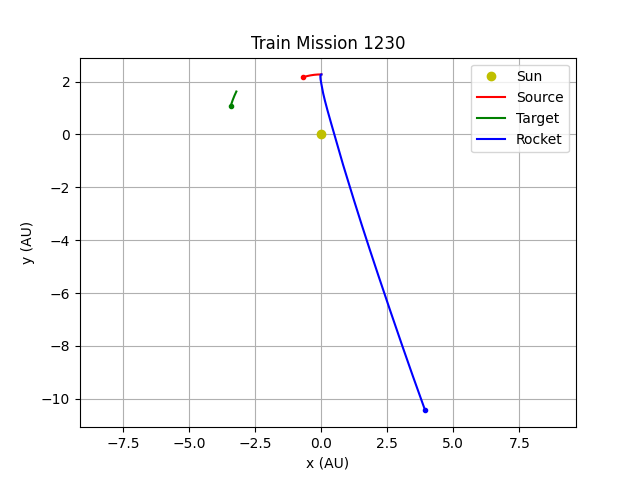 Train Mission 1230
Sun
Source
Target
Rocket
2
0
−2
−4
−6
−8
−10
y (AU)
−7.5
−5.0
−2.5
0.0
2.5
5.0
7.5
x (AU)